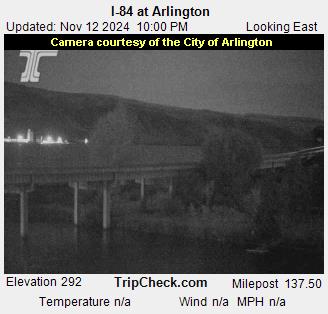 I-84 at Arlington
Updated: Nov 12 2024 10:00 PM Looking East
Camera courtesy of the City of Arlington
Elevation 292 TripCheck.com Milepost 137.50
Temperature n/a Wind n/a MPH n/a